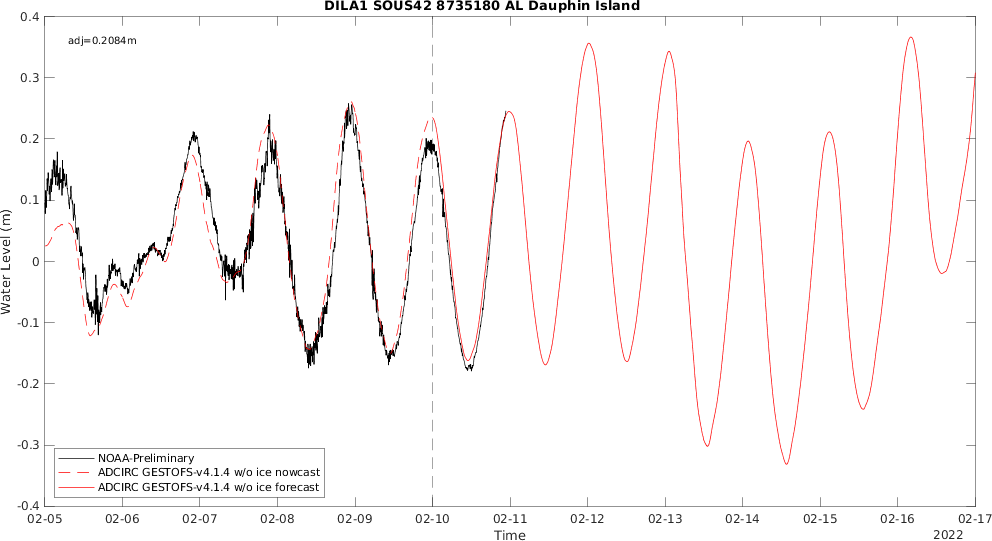 DILA1 SOUS42 8735180 AL Dauphin Island
adj=0.2084m
0.4
0.3
0.2
0.1
0
-0.1
-0.2
-0.3
-0.4
Water Level (m)
NOAA-Preliminary
ADCIRC GESTOFS-v4.1.4 w/o ice nowcast
ADCIRC GESTOFS-v4.1.4 w/o ice forecast
02-05 02-06 02-07 02-08 02-09 02-10 02-11 02-12 02-13 02-14 02-15 02-16 02-17
Time
2022